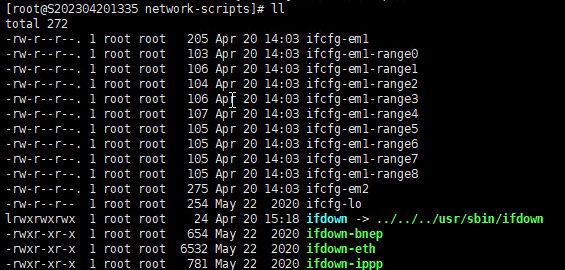 [root@S202304201335 network-scripts]# ll
total 272
-rw-r--r--. 1 root root  205 Apr 20 14:03 ifcfg-em1
-rw-r--r--. 1 root root  103 Apr 20 14:03 ifcfg-em1-range0
-rw-r--r--. 1 root root  106 Apr 20 14:03 ifcfg-em1-range1
-rw-r--r--. 1 root root  104 Apr 20 14:03 ifcfg-em1-range2
-rw-r--r--. 1 root root  106 Apr 20 14:03 ifcfg-em1-range3
-rw-r--r--. 1 root root  107 Apr 20 14:03 ifcfg-em1-range4
-rw-r--r--. 1 root root  105 Apr 20 14:03 ifcfg-em1-range5
-rw-r--r--. 1 root root  105 Apr 20 14:03 ifcfg-em1-range6
-rw-r--r--. 1 root root  105 Apr 20 14:03 ifcfg-em1-range7
-rw-r--r--. 1 root root  105 Apr 20 14:03 ifcfg-em1-range8
-rw-r--r--. 1 root root  275 Apr 20 14:03 ifcfg-em2
-rw-r--r-- 1 root root  254 May 22  2020 ifcfg-lo
lrwxrwxrwx 1 root root   24 Apr 20 15:18 ifdown -> ../../../usr/sbin/ifdown
-rwxr-xr-x 1 root root  654 May 22  2020 ifdown-bnep
-rwxr-xr-x 1 root root 6532 May 22  2020 ifdown-eth
-rwxr-xr-x 1 root root  781 May 22  2020 ifdown-ippp